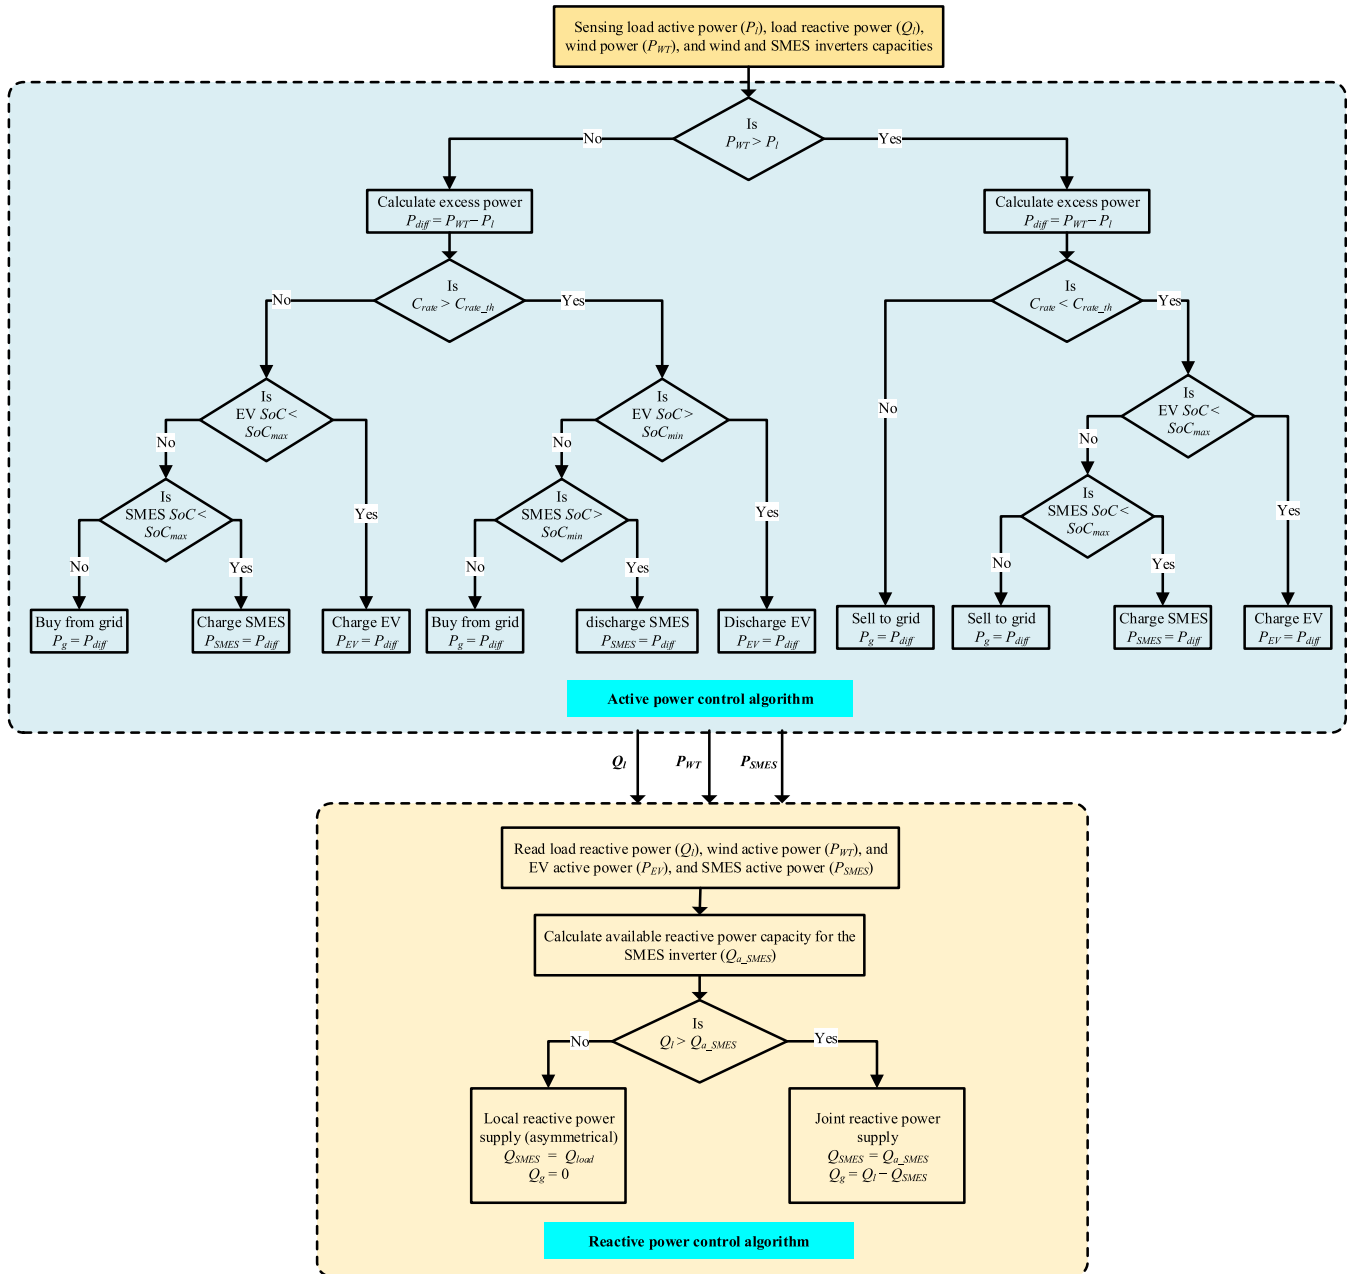 Sensing load active power (P_l), load reactive power (Q_l),
wind power (P_WT), and wind and SMES inverters capacities
Is
P_WT > P_l
No
Yes
Calculate excess power
P_diff = P_WT − P_l
Calculate excess power
P_diff = P_WT − P_l
Is
C_rate > C_rate_th
No
Yes
Is
C_rate < C_rate_th
Yes
No
Is
EV SoC <
SoC_max
No
Yes
Is
EV SoC >
SoC_min
No
Yes
Is
EV SoC <
SoC_max
No
Yes
Is
SMES SoC <
SoC_max
No
Yes
Is
SMES SoC >
SoC_min
No
Yes
Is
SMES SoC <
SoC_max
No
Yes
Buy from grid
P_g = P_diff
Charge SMES
P_SMES = P_diff
Charge EV
P_EV = P_diff
Buy from grid
P_g = P_diff
discharge SMES
P_SMES = P_diff
Discharge EV
P_EV = P_diff
Sell to grid
P_g = P_diff
Sell to grid
P_g = P_diff
Charge SMES
P_SMES = P_diff
Charge EV
P_EV = P_diff
Active power control algorithm
Q_l
P_WT
P_SMES
Read load reactive power (Q_l), wind active power (P_WT), and
EV active power (P_EV), and SMES active power (P_SMES)
Calculate available reactive power capacity for the
SMES inverter (Q_a_SMES)
Is
Q_l > Q_a_SMES
No
Yes
Local reactive power
supply (asymmetrical)
Q_SMES = Q_load
Q_g = 0
Joint reactive power
supply
Q_SMES = Q_a_SMES
Q_g = Q_l − Q_SMES
Reactive power control algorithm